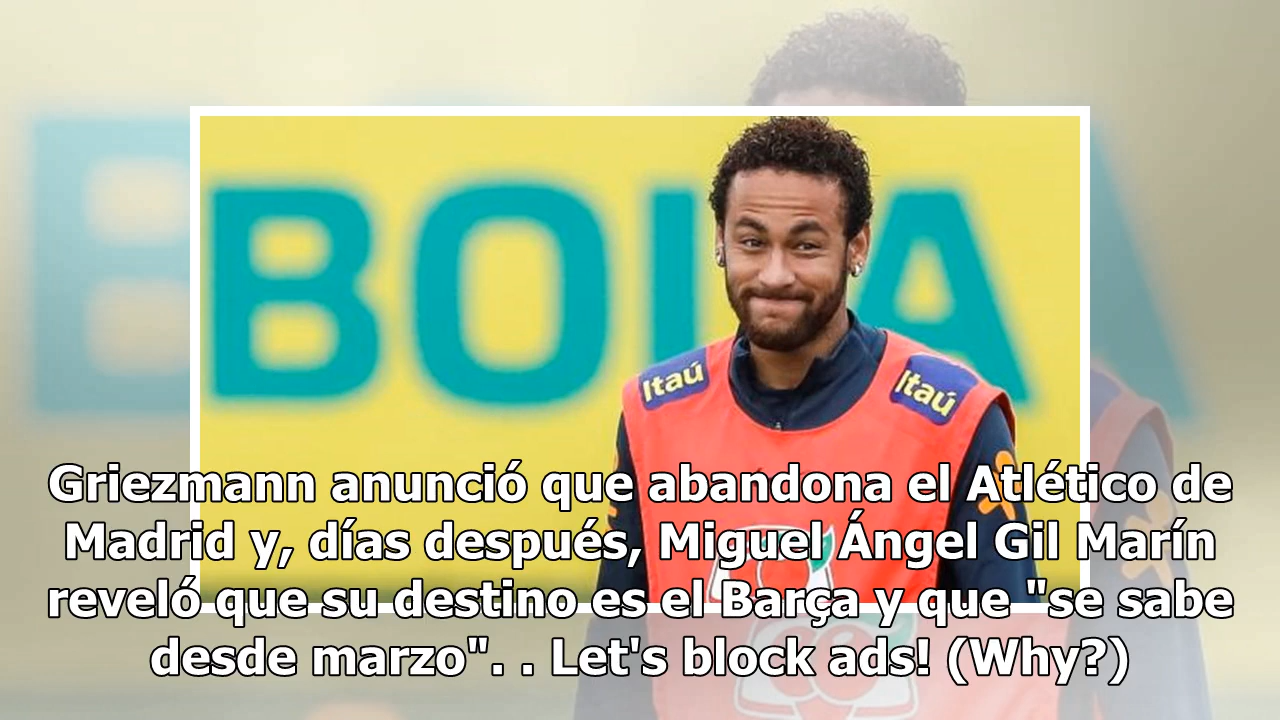 BOLA
Itaú
Itaú
Griezmann anunció que abandona el Atlético de
Madrid y, días después, Miguel Ángel Gil Marín
reveló que su destino es el Barça y que "se sabe
desde marzo". . Let's block ads! (Why?)